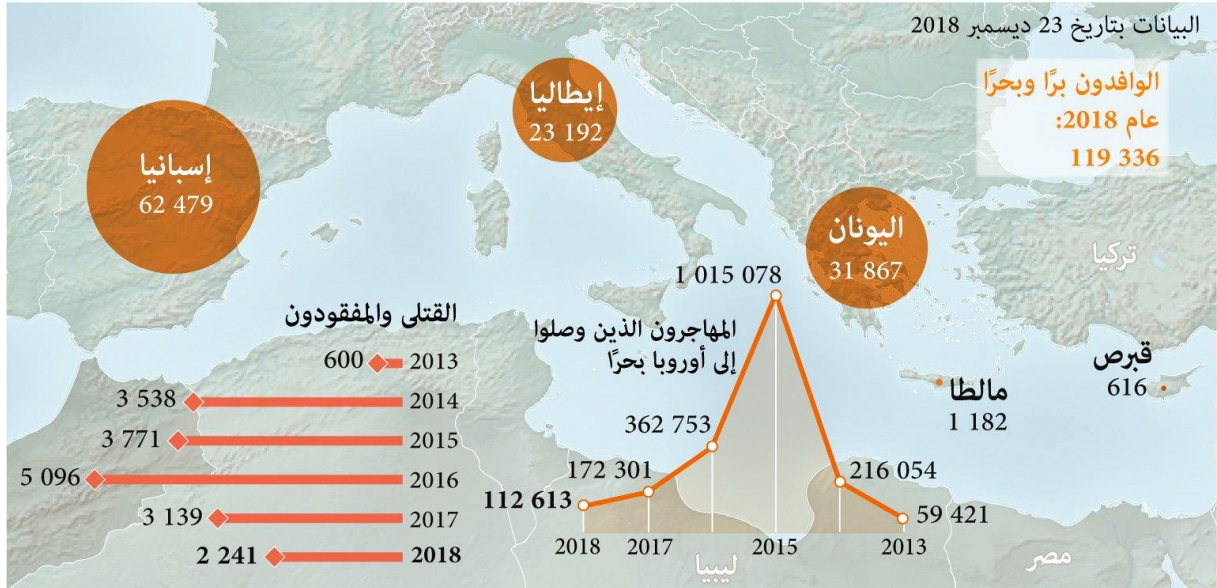 البيانات بتاريخ 23 ديسمبر 2018
الوافدون برًا وبحرًا
عام 2018:
119 336
إيطاليا
23 192
إسبانيا
62 479
اليونان
31 867
تركيا
قبرص
616
مالطا
1 182
المهاجرون الذين وصلوا
إلى أوروبا بحرًا
1 015 078
362 753
172 301
112 613
216 054
59 421
2018 2017 2015 2013
ليبيا
مصر
القتلى والمفقودون
2013 600
2014 3 538
2015 3 771
2016 5 096
2017 3 139
2018 2 241